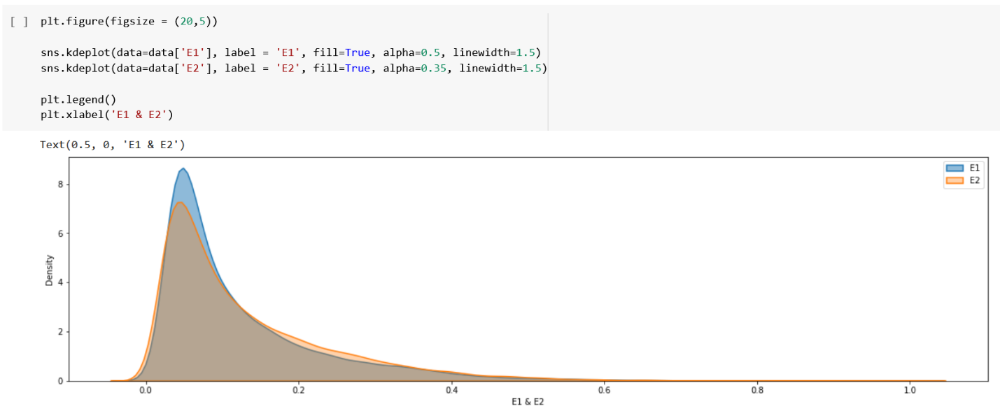 [ ] plt.figure(figsize = (20,5))
sns.kdeplot(data=data['E1'], label = 'E1', fill=True, alpha=0.5, linewidth=1.5)
sns.kdeplot(data=data['E2'], label = 'E2', fill=True, alpha=0.35, linewidth=1.5)
plt.legend()
plt.xlabel('E1 & E2')
Text(0.5, 0, 'E1 & E2')
E1
E2
8
6
4
2
0
Density
0.0 0.2 0.4 0.6 0.8 1.0
E1 & E2